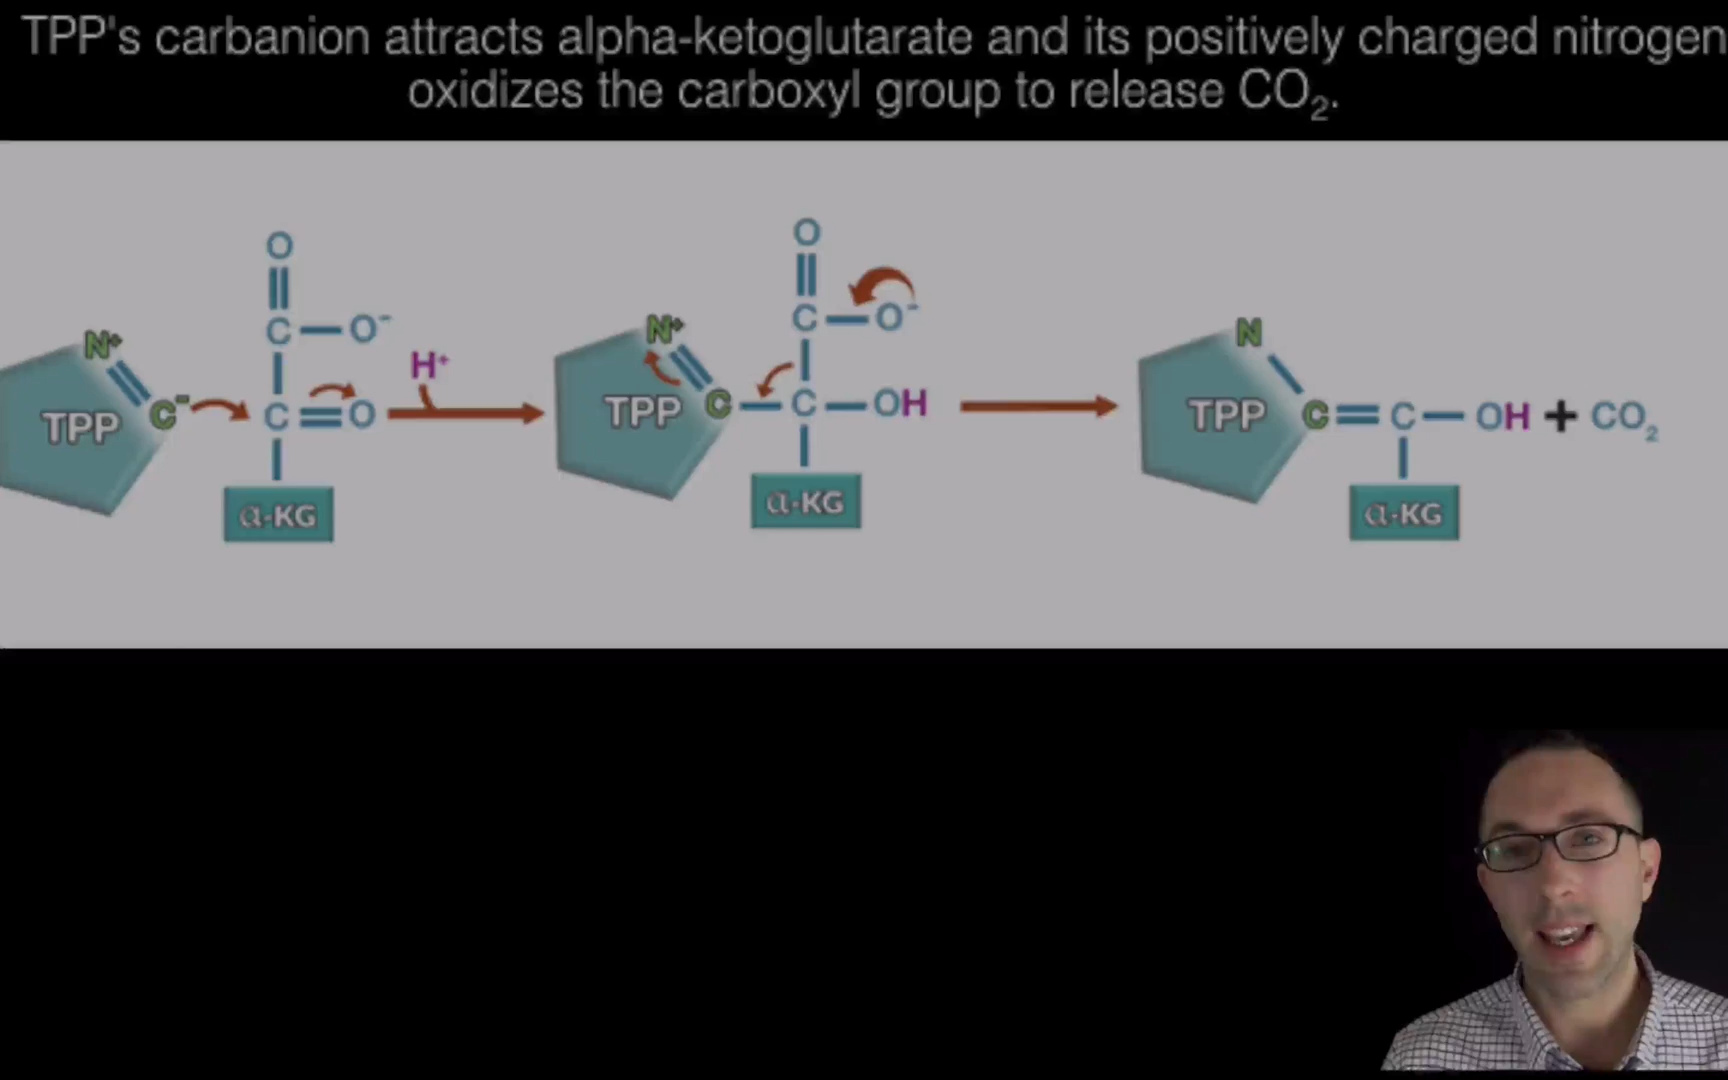 TPP's carbanion attracts alpha-ketoglutarate and its positively charged nitrogen
oxidizes the carboxyl group to release CO₂.
O
C — O⁻
N⁺
C⁻
C = O
H⁺
TPP
α-KG
O
C — O⁻
N⁺
TPP
C — C — OH
α-KG
N
TPP
C = C — OH + CO₂
α-KG